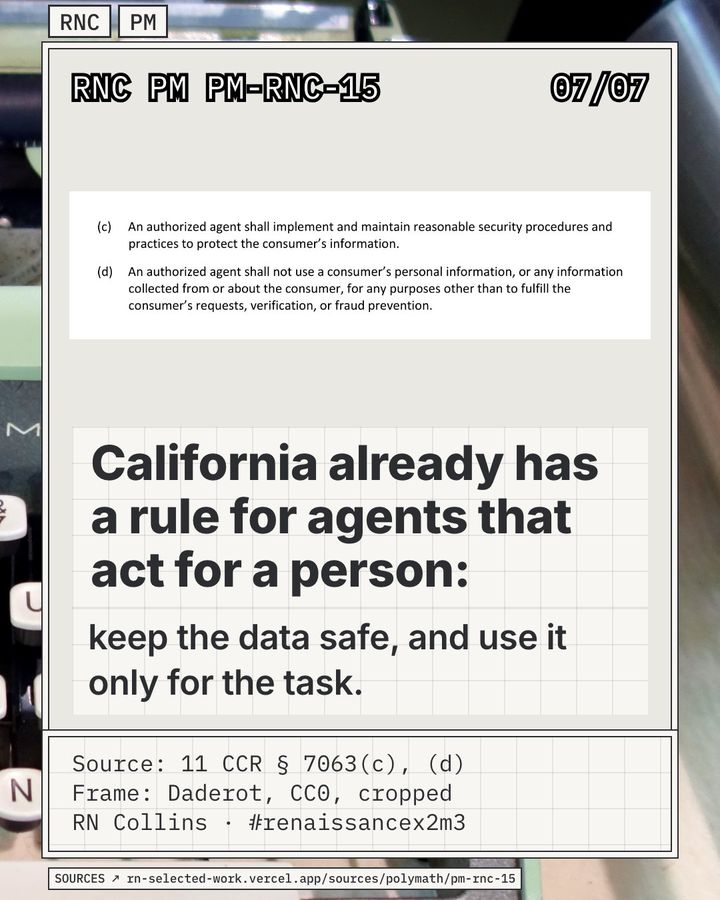 RNC PM
RNC PM PM-RNC-15 07/07
(c) An authorized agent shall implement and maintain reasonable security procedures and
practices to protect the consumer’s information.
(d) An authorized agent shall not use a consumer’s personal information, or any information
collected from or about the consumer, for any purposes other than to fulfill the
consumer’s requests, verification, or fraud prevention.
California already has
a rule for agents that
act for a person:
keep the data safe, and use it
only for the task.
M
&
7
U
N
Source: 11 CCR § 7063(c), (d)
Frame: Daderot, CC0, cropped
RN Collins · #renaissancex2m3
SOURCES ↗ rn-selected-work.vercel.app/sources/polymath/pm-rnc-15